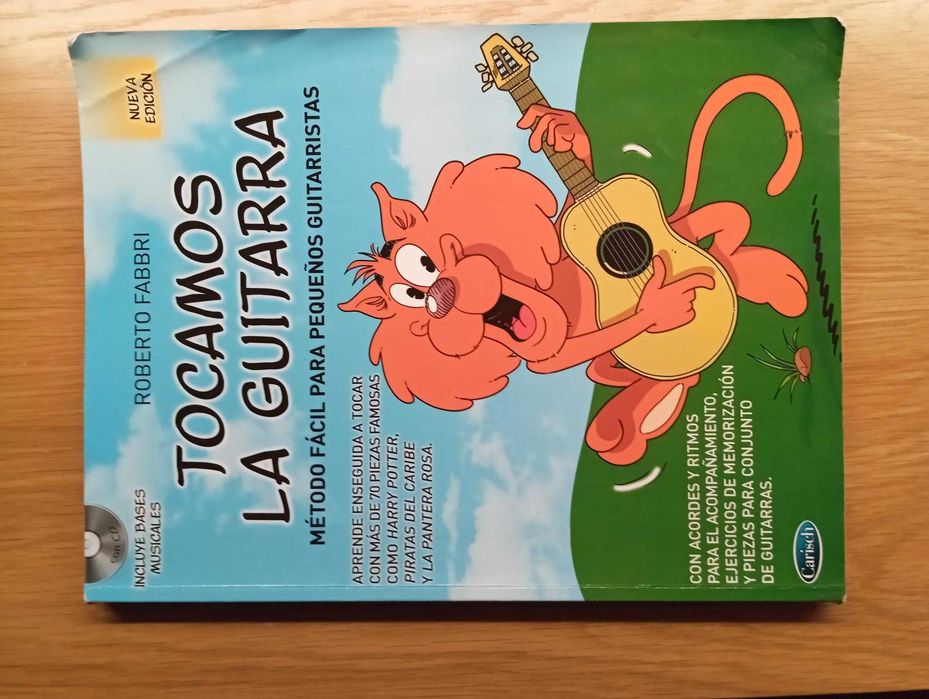 con CD
INCLUYE BASES
MUSICALES
NUEVA
EDICIÓN
ROBERTO FABBRI
TOCAMOS
LA GUITARRA
MÉTODO FÁCIL PARA PEQUEÑOS GUITARRISTAS
APRENDE ENSEGUIDA A TOCAR
CON MÁS DE 70 PIEZAS FAMOSAS
COMO HARRY POTTER,
PIRATAS DEL CARIBE
Y LA PANTERA ROSA.
CON ACORDES Y RITMOS
PARA EL ACOMPAÑAMIENTO,
EJERCICIOS DE MEMORIZACIÓN
Y PIEZAS PARA CONJUNTO
DE GUITARRAS.
Carisch